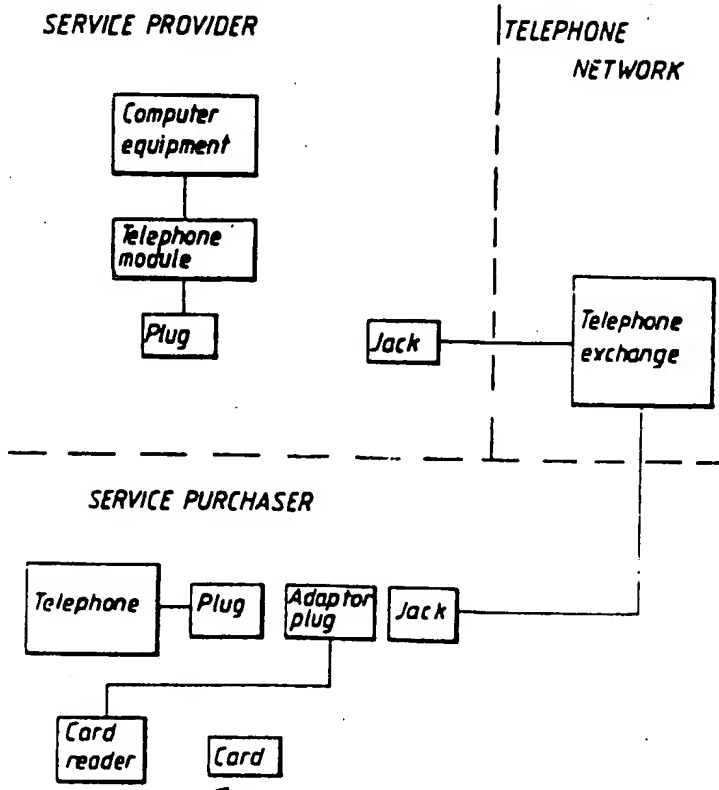 SERVICE PROVIDER
TELEPHONE
NETWORK
Computer
equipment
Telephone
module
Plug
Jack
Telephone
exchange
SERVICE PURCHASER
Telephone
Plug
Adaptor
plug
Jack
Card
reader
Card